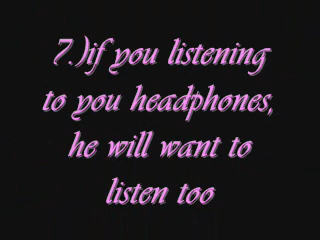 7.)if you listening
to you headphones,
he will want to
listen too